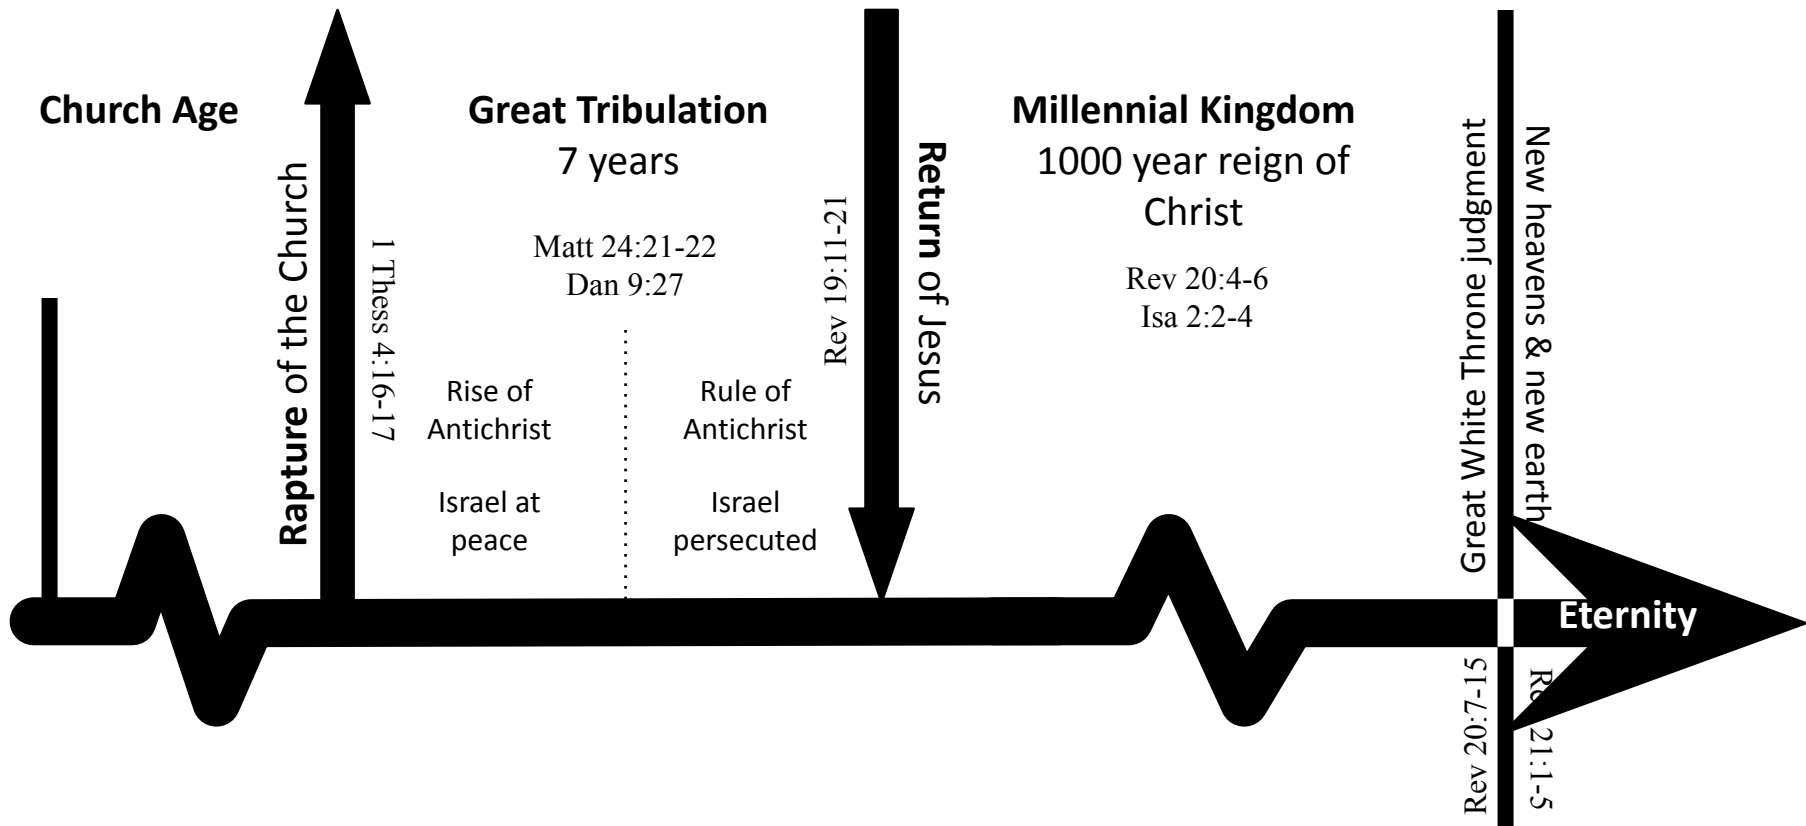 Church Age
Rapture of the Church
1 Thess 4:16-17
Great Tribulation
7 years
Matt 24:21-22
Dan 9:27
Rise of
Antichrist
Israel at
peace
Rule of
Antichrist
Israel
persecuted
Rev 19:11-21
Return of Jesus
Millennial Kingdom
1000 year reign of
Christ
Rev 20:4-6
Isa 2:2-4
Great White Throne judgment
Rev 20:7-15
New heavens & new earth
21:1-5
Eternity